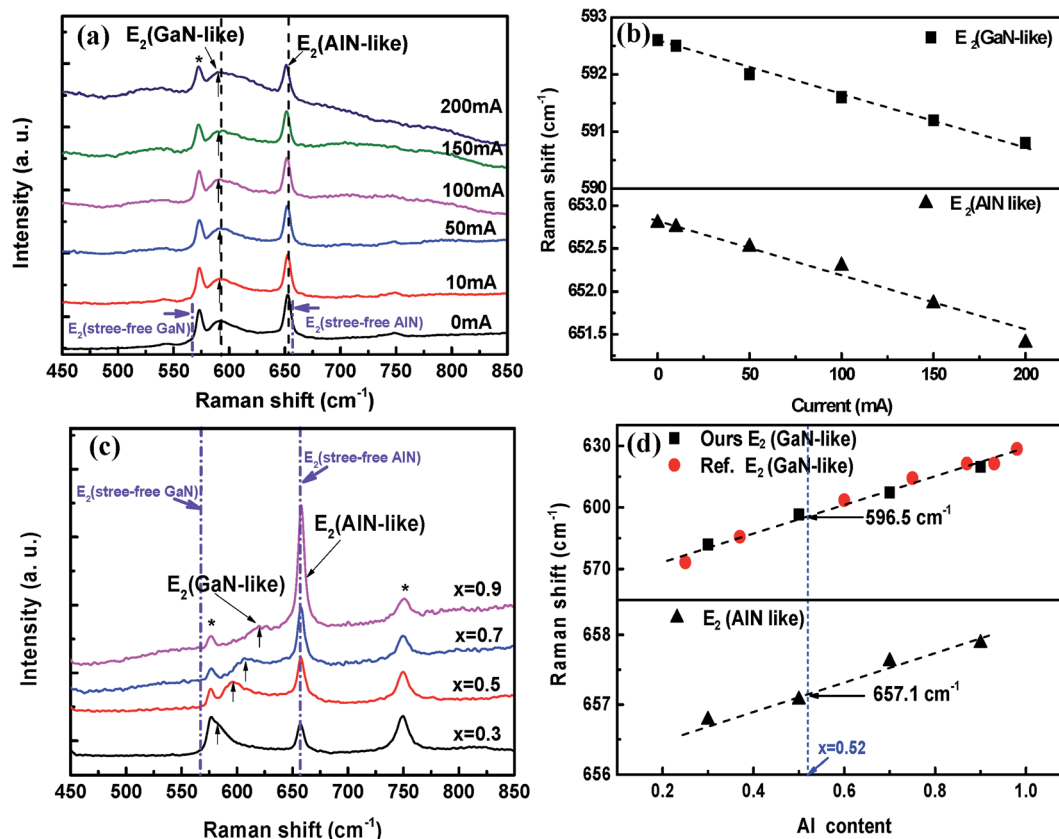 (a)
E2(GaN-like)
E2(AlN-like)
*
200mA
150mA
100mA
50mA
10mA
0mA
E2(stree-free GaN)
E2(stree-free AlN)
Intensity (a. u.)
450 500 550 600 650 700 750 800 850
Raman shift (cm-1)
(b)
E2(GaN-like)
593
592
591
590
E2(AlN like)
653.0
652.5
652.0
651.5
Raman shift (cm-1)
0 50 100 150 200
Current (mA)
(c)
E2(stree-free AlN)
E2(stree-free GaN)
E2(AlN-like)
E2(GaN-like)
*
*
x=0.9
x=0.7
x=0.5
x=0.3
Intensity (a. u.)
450 500 550 600 650 700 750 800 850
Raman shift (cm-1)
(d)
Ours E2 (GaN-like)
Ref. E2 (GaN-like)
630
600
570
596.5 cm-1
E2 (AlN like)
658
657
656
657.1 cm-1
x=0.52
Raman shift (cm-1)
0.2 0.4 0.6 0.8 1.0
Al content